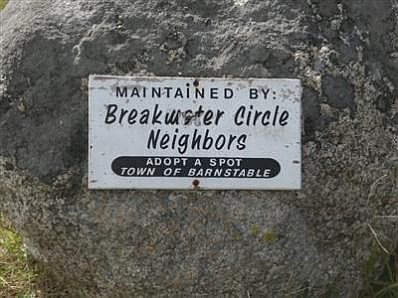 MAINTAINED BY:
Breakwater Circle
Neighbors
ADOPT A SPOT
TOWN OF BARNSTABLE